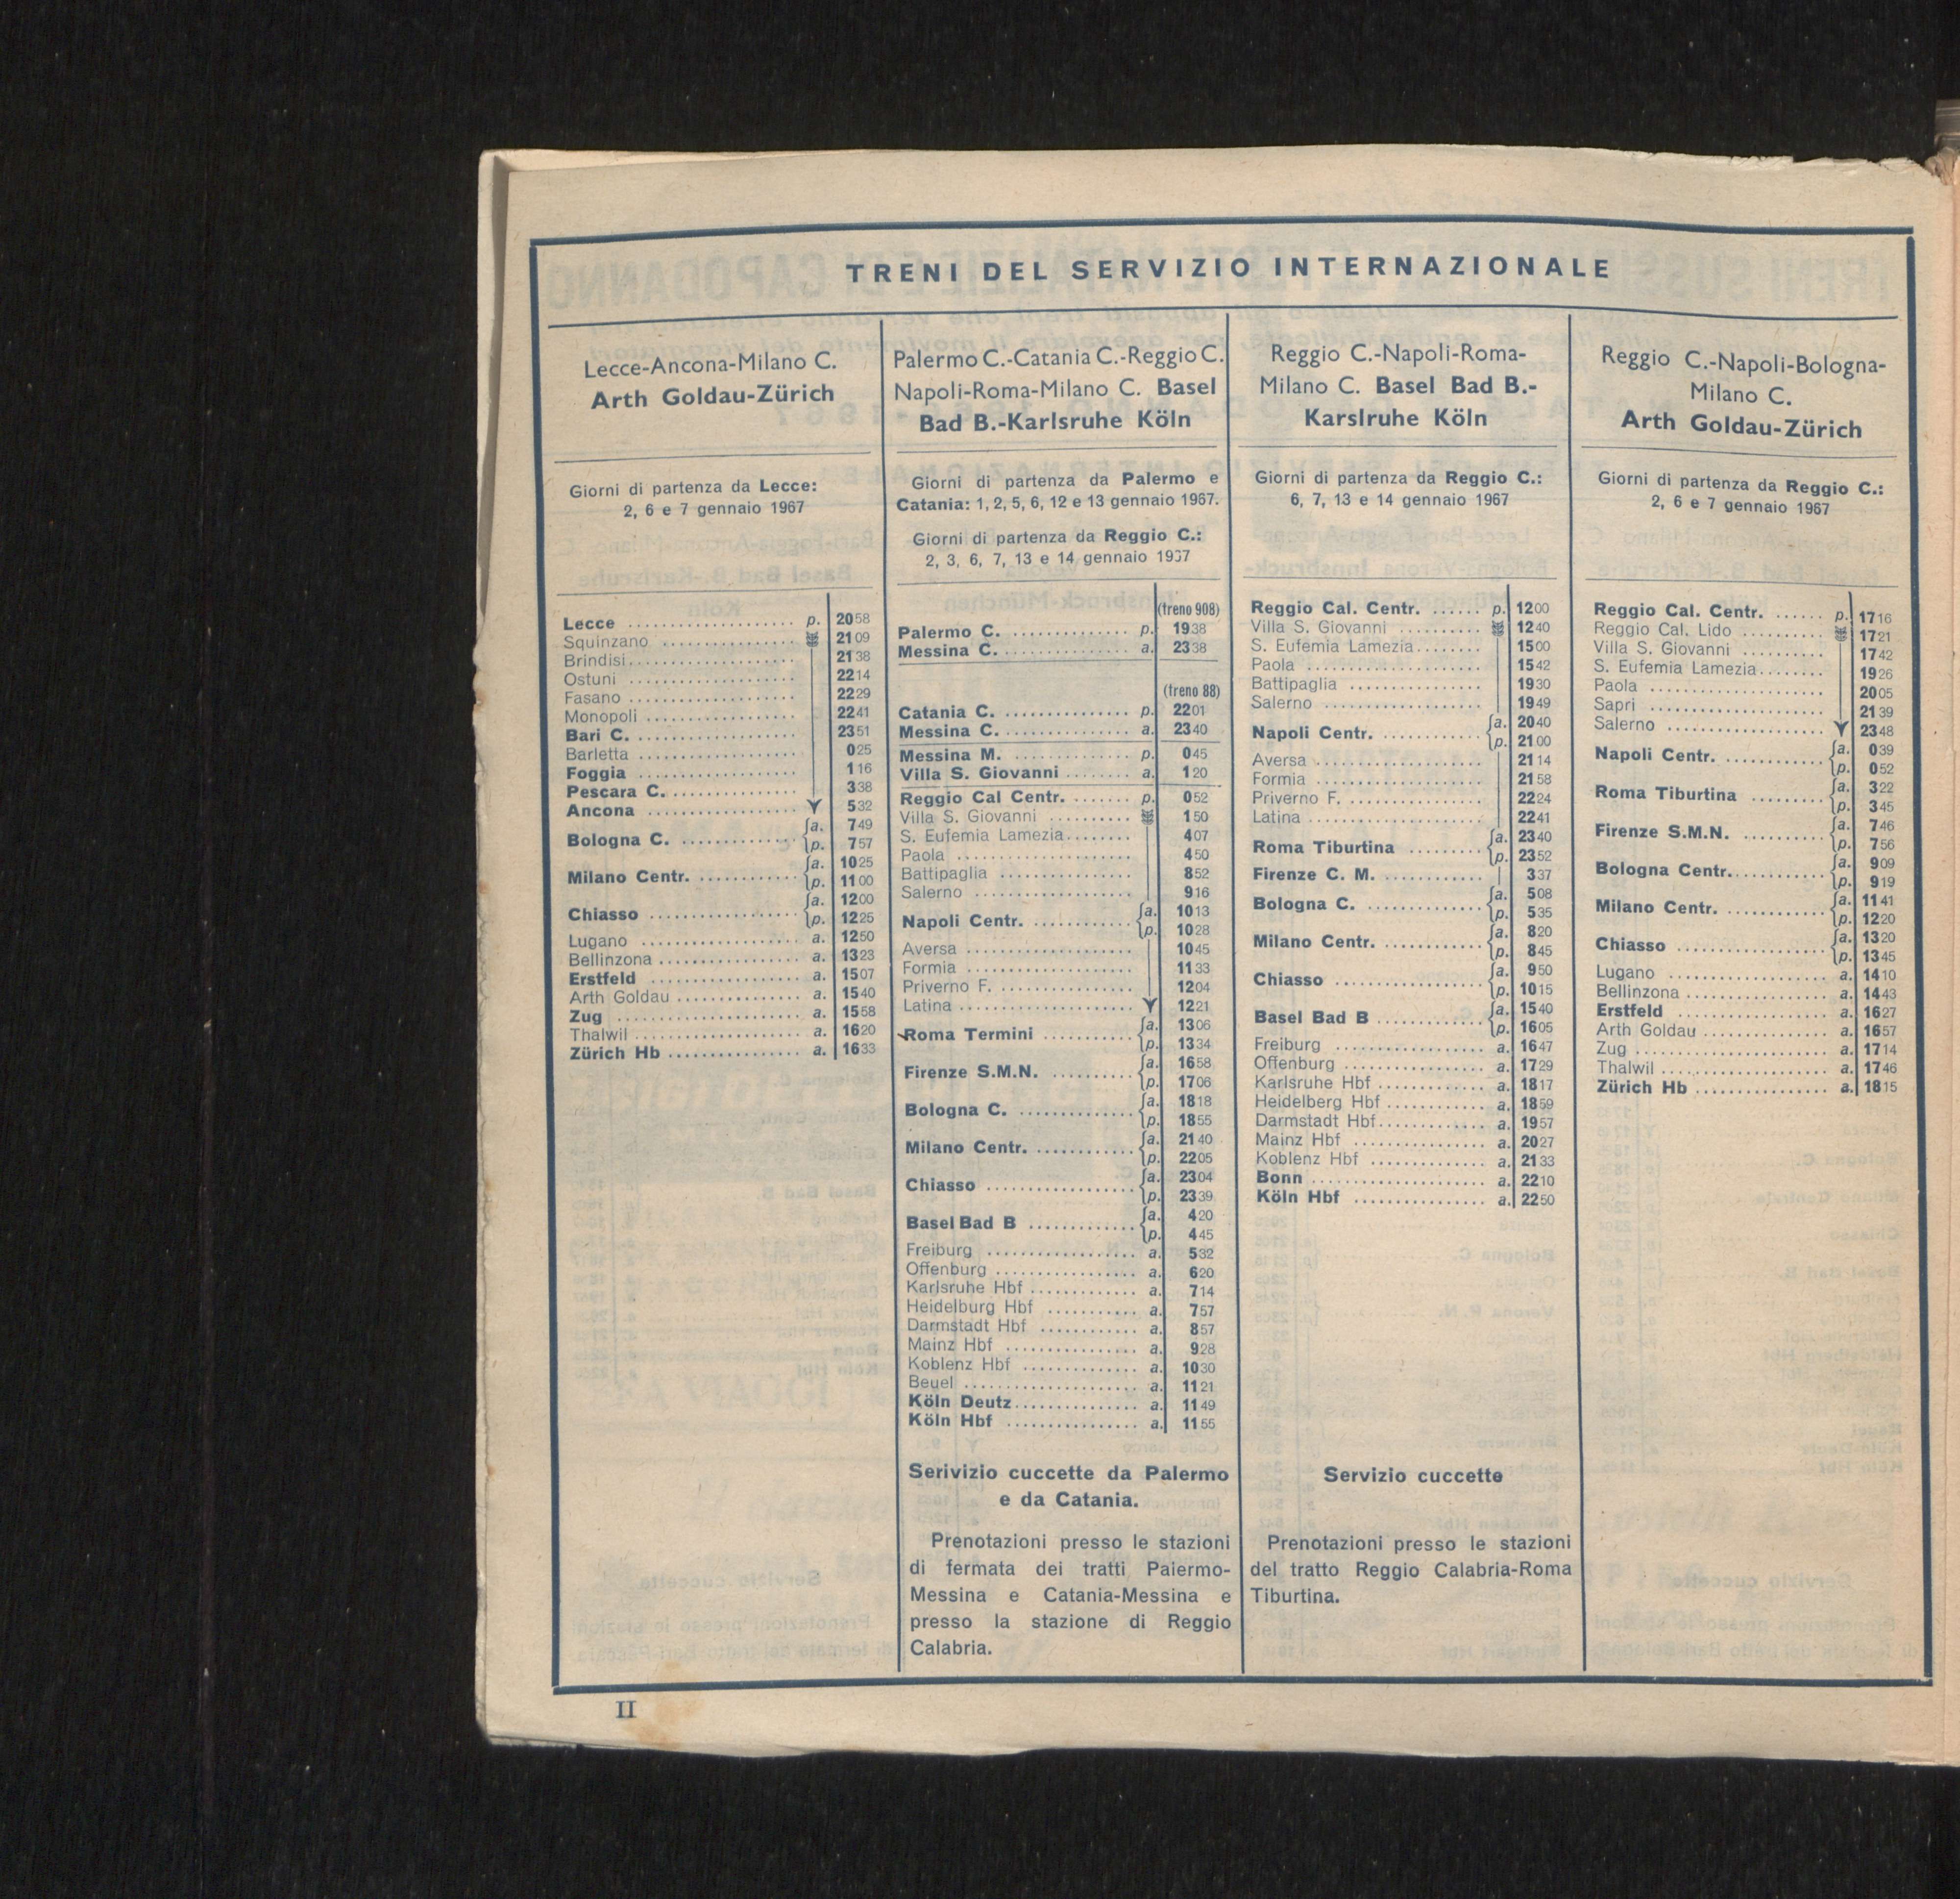 TRENI DEL SERVIZIO INTERNAZIONALE
Lecce-Ancona-Milano C.
Arth Goldau-Zürich
Giorni di partenza da Lecce:
2, 6 e 7 gennaio 1967
Lecce .......... p. 20 58
Squinzano .......... 21 09
Brindisi .......... 21 38
Ostuni .......... 22 14
Fasano .......... 22 29
Monopoli .......... 22 41
Bari C. .......... 23 51
Barletta .......... 0 25
Foggia .......... 1 16
Pescara C. .......... 3 38
Ancona .......... 5 32
Bologna C. .......... a. 7 49
p. 7 57
Milano Centr. .......... a. 10 25
p. 11 00
Chiasso .......... a. 12 00
p. 12 25
Lugano .......... a. 12 50
Bellinzona .......... a. 13 23
Erstfeld .......... a. 15 07
Arth Goldau .......... a. 15 40
Zug .......... a. 15 58
Thalwil .......... a. 16 20
Zürich Hb .......... a. 16 33
Palermo C.-Catania C.-Reggio C.
Napoli-Roma-Milano C. Basel
Bad B.-Karlsruhe Köln
Giorni di partenza da Palermo e
Catania: 1, 2, 5, 6, 12 e 13 gennaio 1967.
Giorni di partenza da Reggio C.:
2, 3, 6, 7, 13 e 14 gennaio 1967
(treno 908)
Palermo C. .......... p. 19 38
Messina C. .......... a. 23 38
(treno 88)
Catania C. .......... p. 22 01
Messina C. .......... a. 23 40
Messina M. .......... p. 0 45
Villa S. Giovanni .......... a. 1 20
Reggio Cal Centr. .......... p. 0 52
Villa S. Giovanni .......... 1 50
S. Eufemia Lamezia .......... 4 07
Paola .......... 4 50
Battipaglia .......... 8 52
Salerno .......... 9 16
Napoli Centr. .......... a. 10 13
p. 10 28
Aversa .......... 10 45
Formia .......... 11 33
Priverno F. .......... 12 04
Latina .......... 12 21
Roma Termini .......... a. 13 06
p. 13 34
Firenze S.M.N. .......... a. 16 58
p. 17 06
Bologna C. .......... a. 18 18
p. 18 55
Milano Centr. .......... a. 21 40
p. 22 05
Chiasso .......... a. 23 04
p. 23 39
Basel Bad B .......... a. 4 20
p. 4 45
Freiburg .......... a. 5 32
Offenburg .......... a. 6 20
Karlsruhe Hbf .......... a. 7 14
Heidelburg Hbf .......... a. 7 57
Darmstadt Hbf .......... a. 8 57
Mainz Hbf .......... a. 9 28
Koblenz Hbf .......... a. 10 30
Beuel .......... a. 11 21
Köln Deutz .......... a. 11 49
Köln Hbf .......... a. 11 55
Serivizio cuccette da Palermo
e da Catania.
Prenotazioni presso le stazioni
di fermata dei tratti Palermo-
Messina e Catania-Messina e
presso la stazione di Reggio
Calabria.
Reggio C.-Napoli-Roma-
Milano C. Basel Bad B.-
Karslruhe Köln
Giorni di partenza da Reggio C.:
6, 7, 13 e 14 gennaio 1967
Reggio Cal. Centr. .......... p. 12 00
Villa S. Giovanni .......... 12 40
S. Eufemia Lamezia .......... 15 00
Paola .......... 15 42
Battipaglia .......... 19 30
Salerno .......... 19 49
Napoli Centr. .......... a. 20 40
p. 21 00
Aversa .......... 21 14
Formia .......... 21 58
Priverno F. .......... 22 24
Latina .......... 22 41
Roma Tiburtina .......... a. 23 40
p. 23 52
Firenze C. M. .......... 3 37
Bologna C. .......... a. 5 08
p. 5 35
Milano Centr. .......... a. 8 20
p. 8 45
Chiasso .......... a. 9 50
p. 10 15
Basel Bad B .......... a. 15 40
p. 16 05
Freiburg .......... a. 16 47
Offenburg .......... a. 17 29
Karlsruhe Hbf .......... a. 18 17
Heidelberg Hbf .......... a. 18 59
Darmstadt Hbf .......... a. 19 57
Mainz Hbf .......... a. 20 27
Koblenz Hbf .......... a. 21 33
Bonn .......... a. 22 10
Köln Hbf .......... a. 22 50
Servizio cuccette
Prenotazioni presso le stazioni
del tratto Reggio Calabria-Roma
Tiburtina.
Reggio C.-Napoli-Bologna-
Milano C.
Arth Goldau-Zürich
Giorni di partenza da Reggio C.:
2, 6 e 7 gennaio 1967
Reggio Cal. Centr. .......... p. 17 16
Reggio Cal. Lido .......... 17 21
Villa S. Giovanni .......... 17 42
S. Eufemia Lamezia .......... 19 26
Paola .......... 20 05
Sapri .......... 21 39
Salerno .......... 23 48
Napoli Centr. .......... a. 0 39
p. 0 52
Roma Tiburtina .......... a. 3 22
p. 3 45
Firenze S.M.N. .......... a. 7 46
p. 7 56
Bologna Centr. .......... a. 9 09
p. 9 19
Milano Centr. .......... a. 11 41
p. 12 20
Chiasso .......... a. 13 20
p. 13 45
Lugano .......... a. 14 10
Bellinzona .......... a. 14 43
Erstfeld .......... a. 16 27
Arth Goldau .......... a. 16 57
Zug .......... a. 17 14
Thalwil .......... a. 17 46
Zürich Hb .......... a. 18 15
II